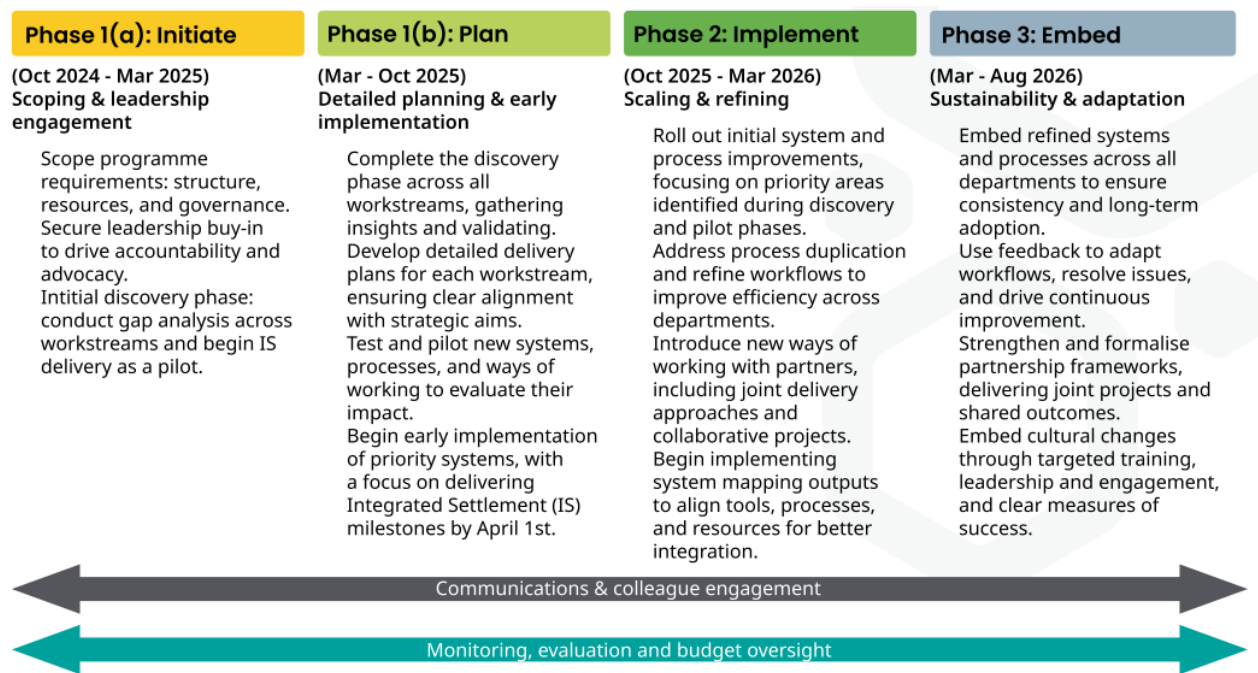 Phase 1(a): Initiate
(Oct 2024 - Mar 2025)
Scoping & leadership
engagement
Scope programme
requirements: structure,
resources, and governance.
Secure leadership buy-in
to drive accountability and
advocacy.
Intitial discovery phase:
conduct gap analysis across
workstreams and begin IS
delivery as a pilot.
Phase 1(b): Plan
(Mar - Oct 2025)
Detailed planning & early
implementation
Complete the discovery
phase across all
workstreams, gathering
insights and validating.
Develop detailed delivery
plans for each workstream,
ensuring clear alignment
with strategic aims.
Test and pilot new systems,
processes, and ways of
working to evaluate their
impact.
Begin early implementation
of priority systems, with
a focus on delivering
Integrated Settlement (IS)
milestones by April 1st.
Phase 2: Implement
(Oct 2025 - Mar 2026)
Scaling & refining
Roll out initial system and
process improvements,
focusing on priority areas
identified during discovery
and pilot phases.
Address process duplication
and refine workflows to
improve efficiency across
departments.
Introduce new ways of
working with partners,
including joint delivery
approaches and
collaborative projects.
Begin implementing
system mapping outputs
to align tools, processes,
and resources for better
integration.
Phase 3: Embed
(Mar - Aug 2026)
Sustainability & adaptation
Embed refined systems
and processes across all
departments to ensure
consistency and long-term
adoption.
Use feedback to adapt
workflows, resolve issues,
and drive continuous
improvement.
Strengthen and formalise
partnership frameworks,
delivering joint projects and
shared outcomes.
Embed cultural changes
through targeted training,
leadership and engagement,
and clear measures of
success.
Communications & colleague engagement
Monitoring, evaluation and budget oversight